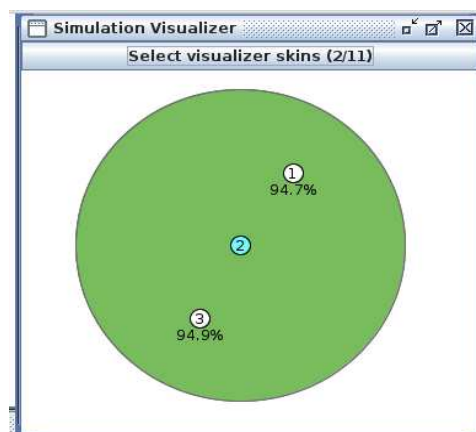 Simulation Visualizer
Select visualizer skins (2/11)
1
94.7%
2
3
94.9%